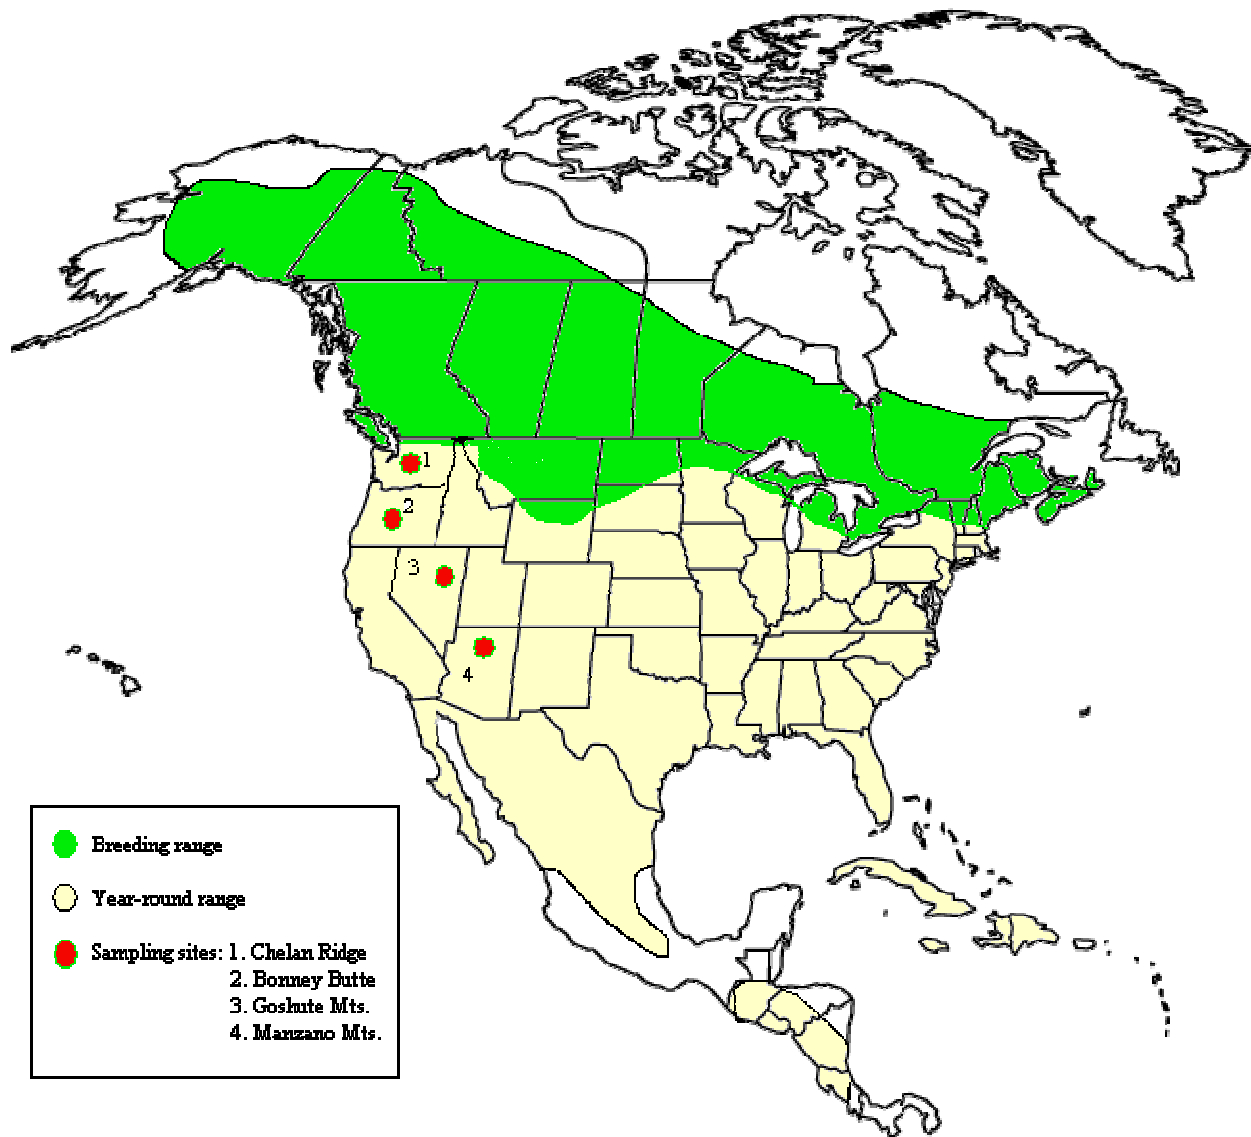 1
2
3
4
Breeding range
Year-round range
Sampling sites: 1. Chelan Ridge
2. Bonney Butte
3. Goshute Mts.
4. Manzano Mts.